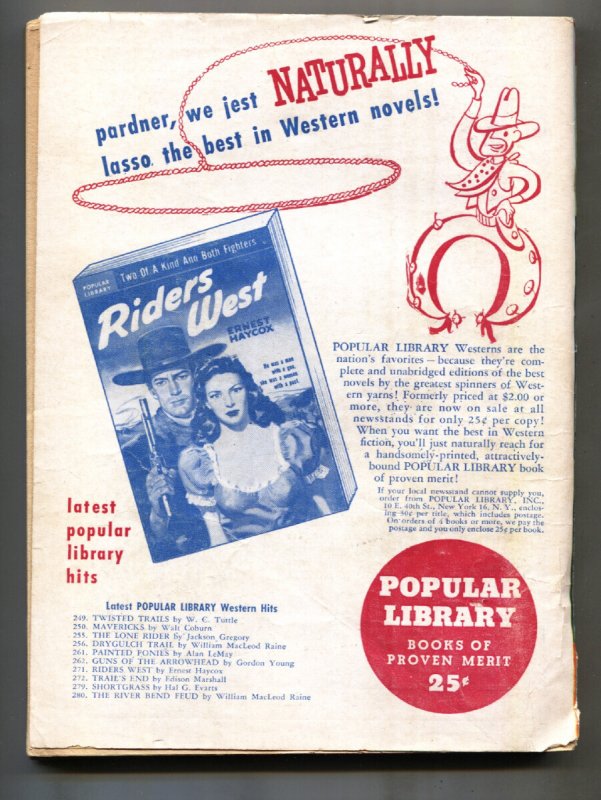 pardner, we jest NATURALLY
lasso. the best in Western novels!
POPULAR
LIBRARY
Two Of A Kind And Both Fighters
Riders
West
ERNEST
HAYCOX
He was a man
with a gun,
she was a woman
with a past.
POPULAR LIBRARY Westerns are the
nation's favorites — because they're com-
plete and unabridged editions of the best
novels by the greatest spinners of West-
ern yarns! Formerly priced at $2.00 or
more, they are now on sale at all
newsstands for only 25¢ per copy!
When you want the best in Western
fiction, you'll just naturally reach for
a handsomely-printed, attractively-
bound POPULAR LIBRARY book
of proven merit!
If your local newsstand cannot supply you,
order from POPULAR LIBRARY, INC.,
10 E. 40th St., New York 16, N. Y., enclos-
ing 30¢ per title, which includes postage.
On orders of 4 books or more, we pay the
postage and you only enclose 25¢ per book.
latest
popular
library
hits
Latest POPULAR LIBRARY Western Hits
249. TWISTED TRAILS by W. C. Tuttle
250. MAVERICKS by Walt Coburn
255. THE LONE RIDER by Jackson Gregory
256. DRYGULCH TRAIL by William MacLeod Raine
261. PAINTED PONIES by Alan LeMay
262. GUNS OF THE ARROWHEAD by Gordon Young
271. RIDERS WEST by Ernest Haycox
272. TRAIL'S END by Edison Marshall
279. SHORTGRASS by Hal G. Evarts
280. THE RIVER BEND FEUD by William MacLeod Raine
POPULAR
LIBRARY
BOOKS OF
PROVEN MERIT
25¢